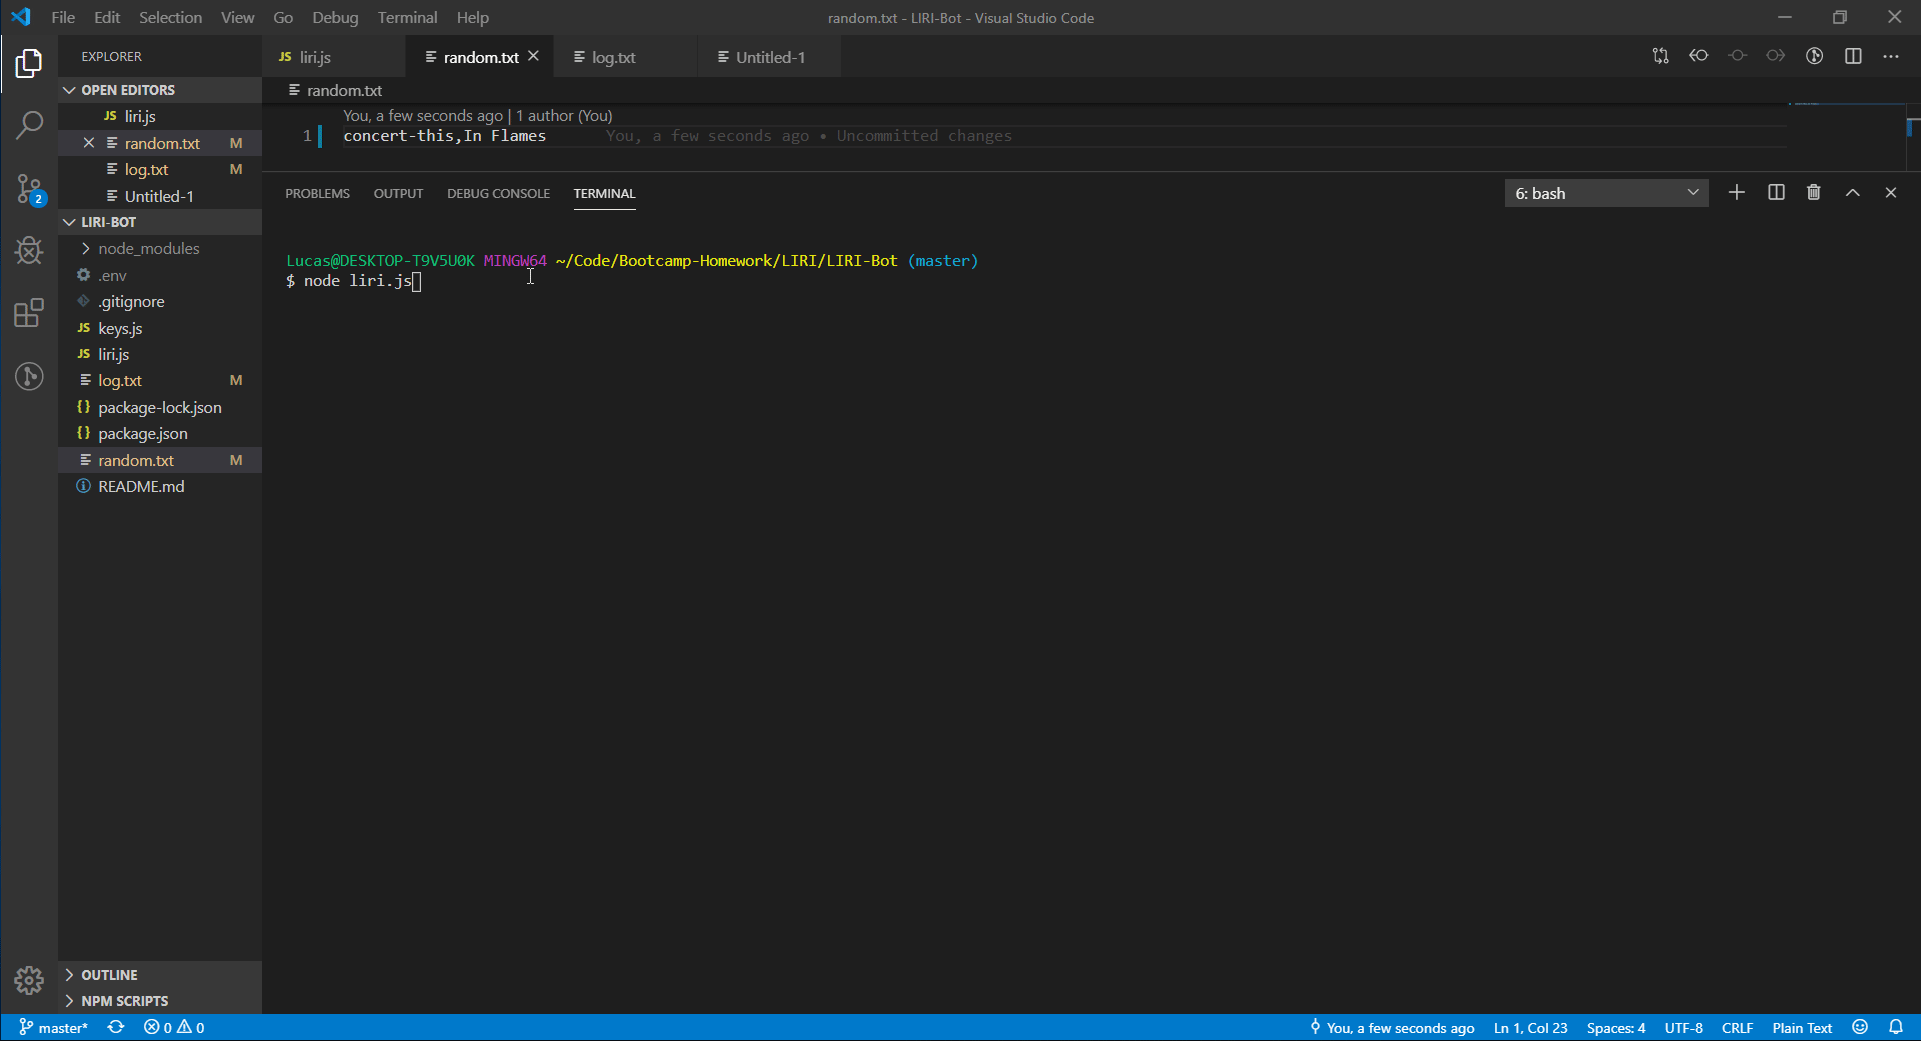 File Edit Selection View Go Debug Terminal Help
random.txt - LIRI-Bot - Visual Studio Code
EXPLORER
OPEN EDITORS
JS liri.js
random.txt M
log.txt M
Untitled-1
LIRI-BOT
node_modules
.env
.gitignore
JS keys.js
JS liri.js
log.txt M
{} package-lock.json
{} package.json
random.txt M
README.md
OUTLINE
NPM SCRIPTS
2
JS liri.js random.txt log.txt Untitled-1
random.txt
You, a few seconds ago | 1 author (You)
1 concert-this,In Flames You, a few seconds ago • Uncommitted changes
PROBLEMS OUTPUT DEBUG CONSOLE TERMINAL
6: bash
Lucas@DESKTOP-T9V5U0K MINGW64 ~/Code/Bootcamp-Homework/LIRI/LIRI-Bot (master)
$ node liri.js
master* 0 0 You, a few seconds ago Ln 1, Col 23 Spaces: 4 UTF-8 CRLF Plain Text